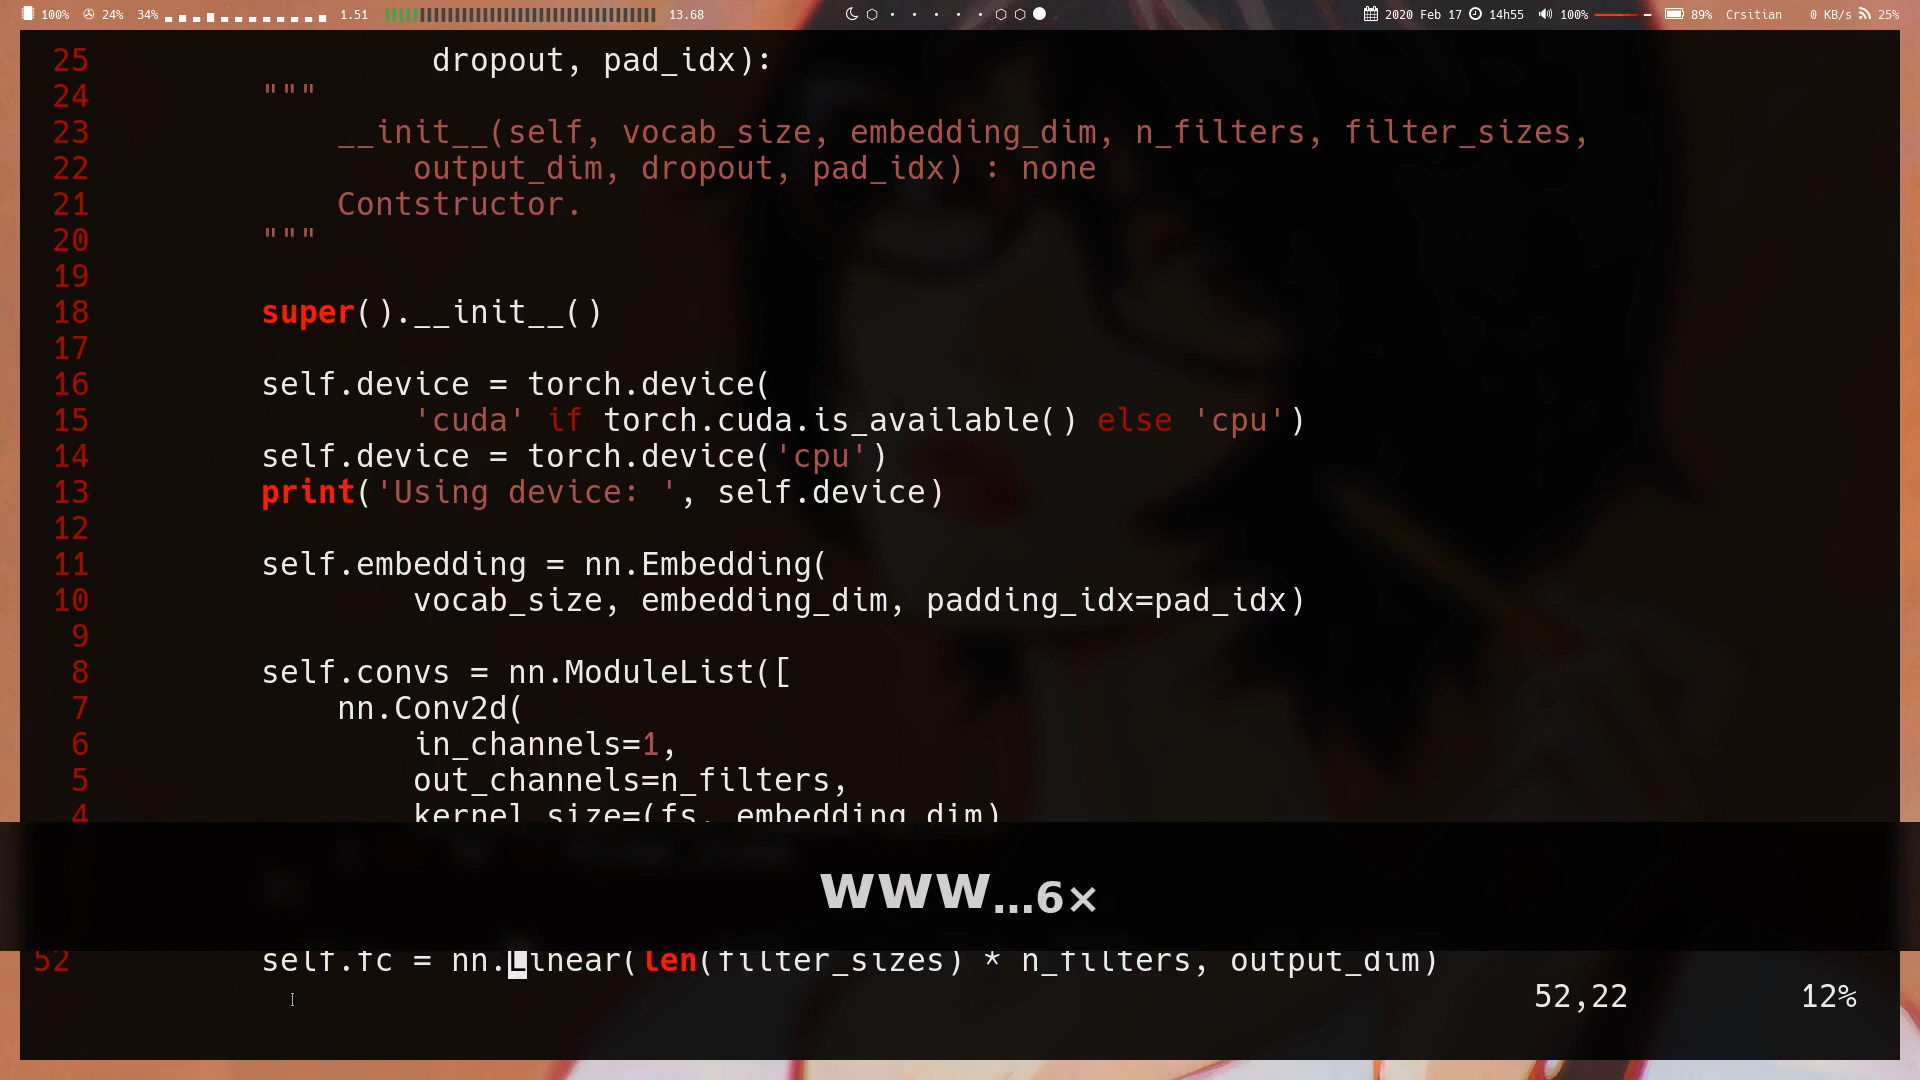 100% 24% 34% 1.51 13.68 2020 Feb 17 14h55 100% 89% Crsitian 0 KB/s 25%
25 dropout, pad_idx):
24 """
23 __init__(self, vocab_size, embedding_dim, n_filters, filter_sizes,
22 output_dim, dropout, pad_idx) : none
21 Contstructor.
20 """
19
18 super().__init__()
17
16 self.device = torch.device(
15 'cuda' if torch.cuda.is_available() else 'cpu')
14 self.device = torch.device('cpu')
13 print('Using device: ', self.device)
12
11 self.embedding = nn.Embedding(
10 vocab_size, embedding_dim, padding_idx=pad_idx)
9
8 self.convs = nn.ModuleList([
7 nn.Conv2d(
6 in_channels=1,
5 out_channels=n_filters,
4 kernel_size=(fs, embedding_dim)
www...6×
52 self.fc = nn.Linear(len(filter_sizes) * n_filters, output_dim)
52,22 12%